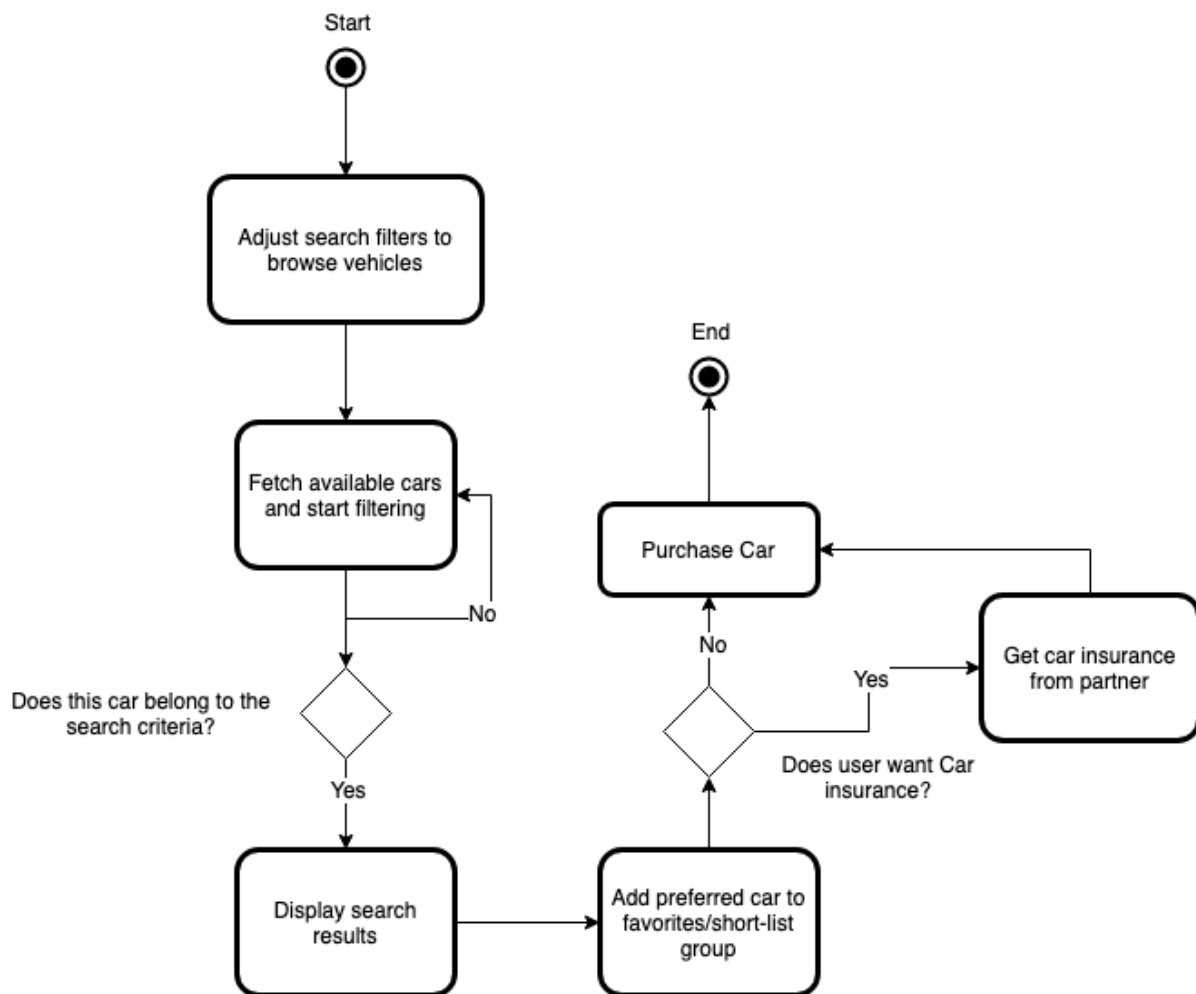 Start
Adjust search filters to
browse vehicles
Fetch available cars
and start filtering
No
Does this car belong to the
search criteria?
Yes
Display search
results
Add preferred car to
favorites/short-list
group
Does user want Car
insurance?
No
Yes
Get car insurance
from partner
Purchase Car
End